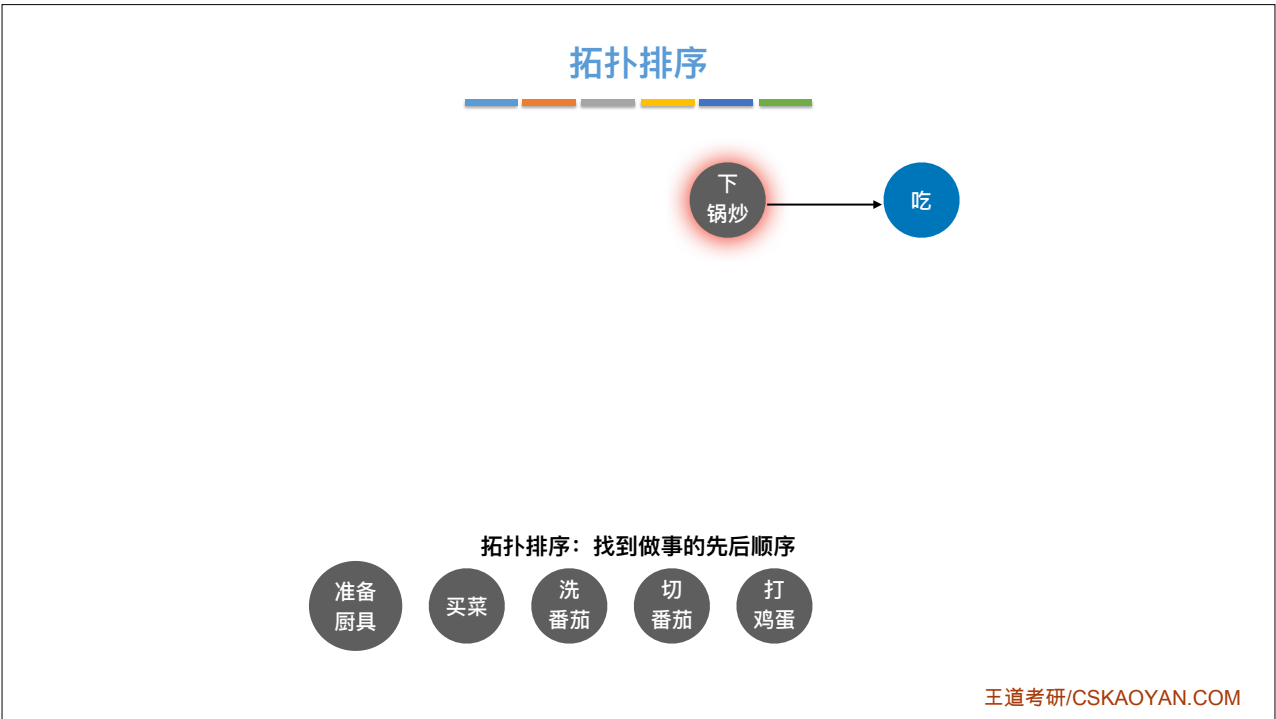 拓扑排序
下
锅炒
吃
拓扑排序：找到做事的先后顺序
准备
厨具
买菜
洗
番茄
切
番茄
打
鸡蛋
王道考研/CSKAOYAN.COM